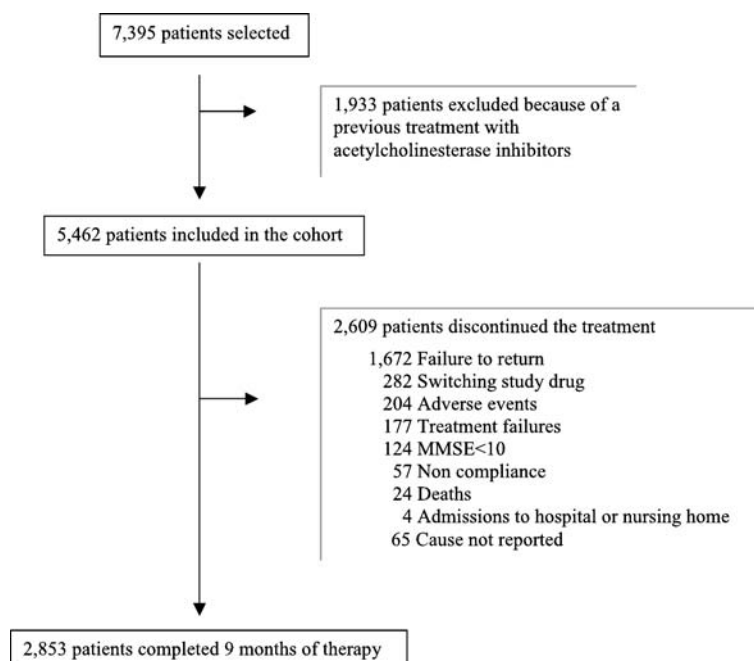 7,395 patients selected
1,933 patients excluded because of a
previous treatment with
acetylcholinesterase inhibitors
5,462 patients included in the cohort
2,609 patients discontinued the treatment
1,672 Failure to return
282 Switching study drug
204 Adverse events
177 Treatment failures
124 MMSE<10
57 Non compliance
24 Deaths
4 Admissions to hospital or nursing home
65 Cause not reported
2,853 patients completed 9 months of therapy